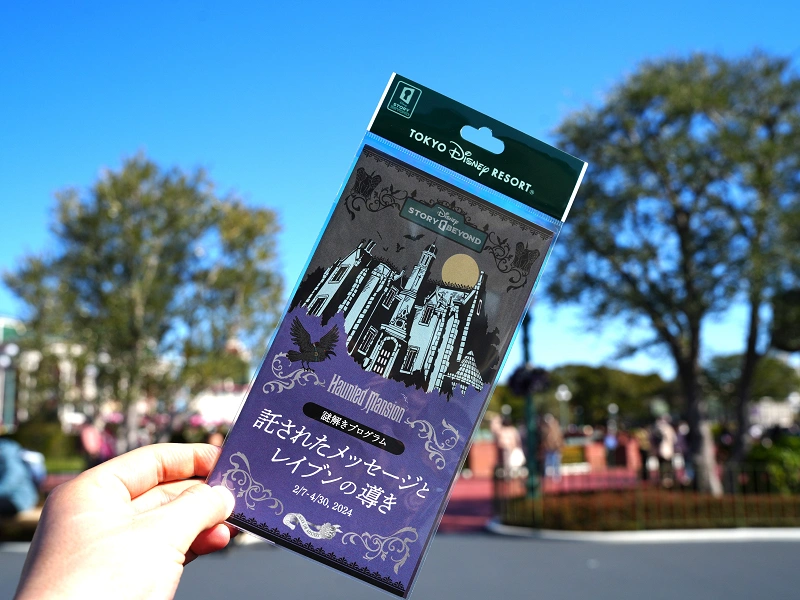 STORY
TOKYO Disney RESORT®
Disney
STORY BEYOND
Haunted Mansion
謎解きプログラム
託されたメッセージと
レイブンの導き
2/7-4/30, 2024